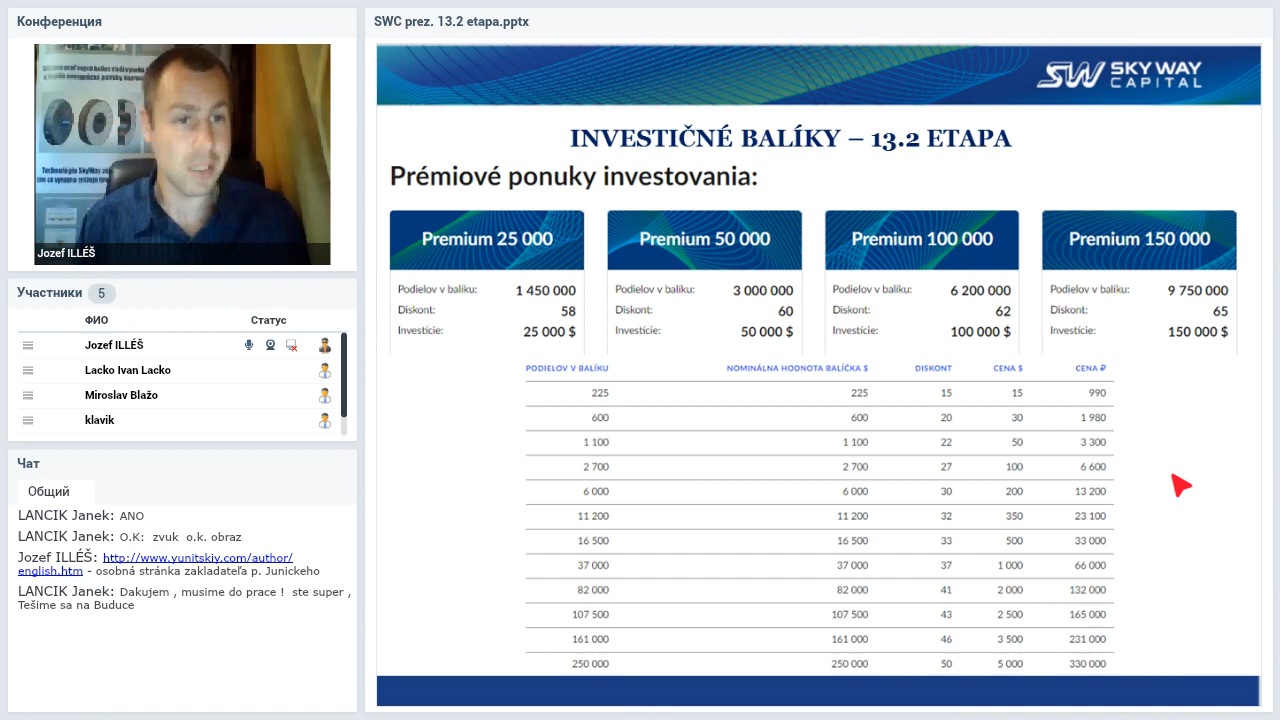 Конференция
Jozef ILLÉŠ
Участники 5
ФИО Статус
Jozef ILLÉŠ
Lacko Ivan Lacko
Miroslav Blažo
klavik
Чат
Общий
LANCIK Janek: ANO
LANCIK Janek: O.K: zvuk o.k. obraz
Jozef ILLÉŠ: http://www.yunitskiy.com/author/
english.htm - osobná stránka zakladateľa p. Junickeho
LANCIK Janek: Dakujem , musime do prace ! ste super ,
Tešime sa na Buduce
SWC prez. 13.2 etapa.pptx
SW SKY WAY
CAPITAL
INVESTIČNÉ BALÍKY – 13.2 ETAPA
Prémiové ponuky investovania:
Premium 25 000
Podielov v balíku: 1 450 000
Diskont: 58
Investície: 25 000 $
Premium 50 000
Podielov v balíku: 3 000 000
Diskont: 60
Investície: 50 000 $
Premium 100 000
Podielov v balíku: 6 200 000
Diskont: 62
Investície: 100 000 $
Premium 150 000
Podielov v balíku: 9 750 000
Diskont: 65
Investície: 150 000 $
PODIELOV V BALÍKU NOMINÁLNA HODNOTA BALÍČKA $ DISKONT CENA $ CENA ₽
225 225 15 15 990
600 600 20 30 1 980
1 100 1 100 22 50 3 300
2 700 2 700 27 100 6 600
6 000 6 000 30 200 13 200
11 200 11 200 32 350 23 100
16 500 16 500 33 500 33 000
37 000 37 000 37 1 000 66 000
82 000 82 000 41 2 000 132 000
107 500 107 500 43 2 500 165 000
161 000 161 000 46 3 500 231 000
250 000 250 000 50 5 000 330 000